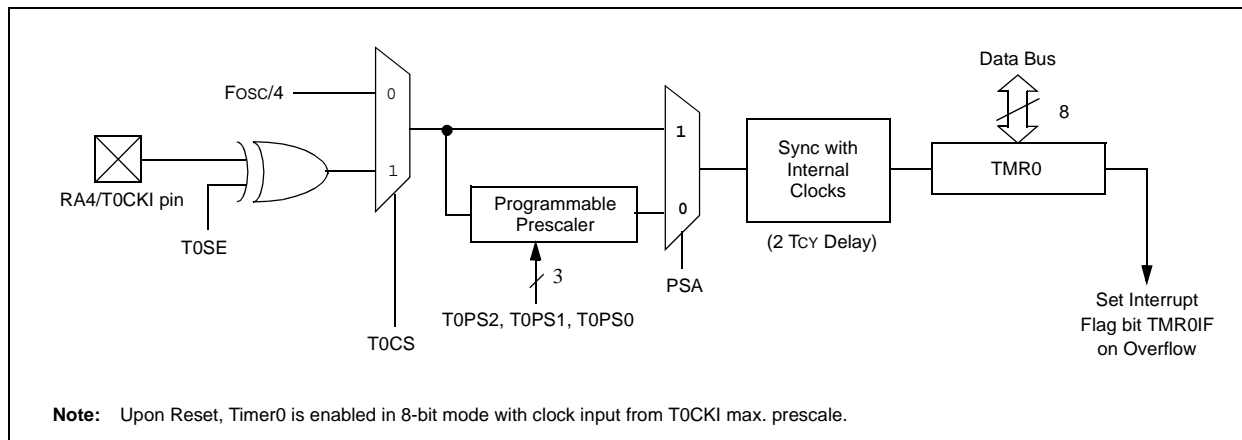 Data Bus
8
FOSC/4
0
1
RA4/T0CKI pin
T0SE
T0CS
Programmable
Prescaler
3
T0PS2, T0PS1, T0PS0
1
0
PSA
Sync with
Internal
Clocks
(2 TCY Delay)
TMR0
Set Interrupt
Flag bit TMR0IF
on Overflow
Note: Upon Reset, Timer0 is enabled in 8-bit mode with clock input from T0CKI max. prescale.